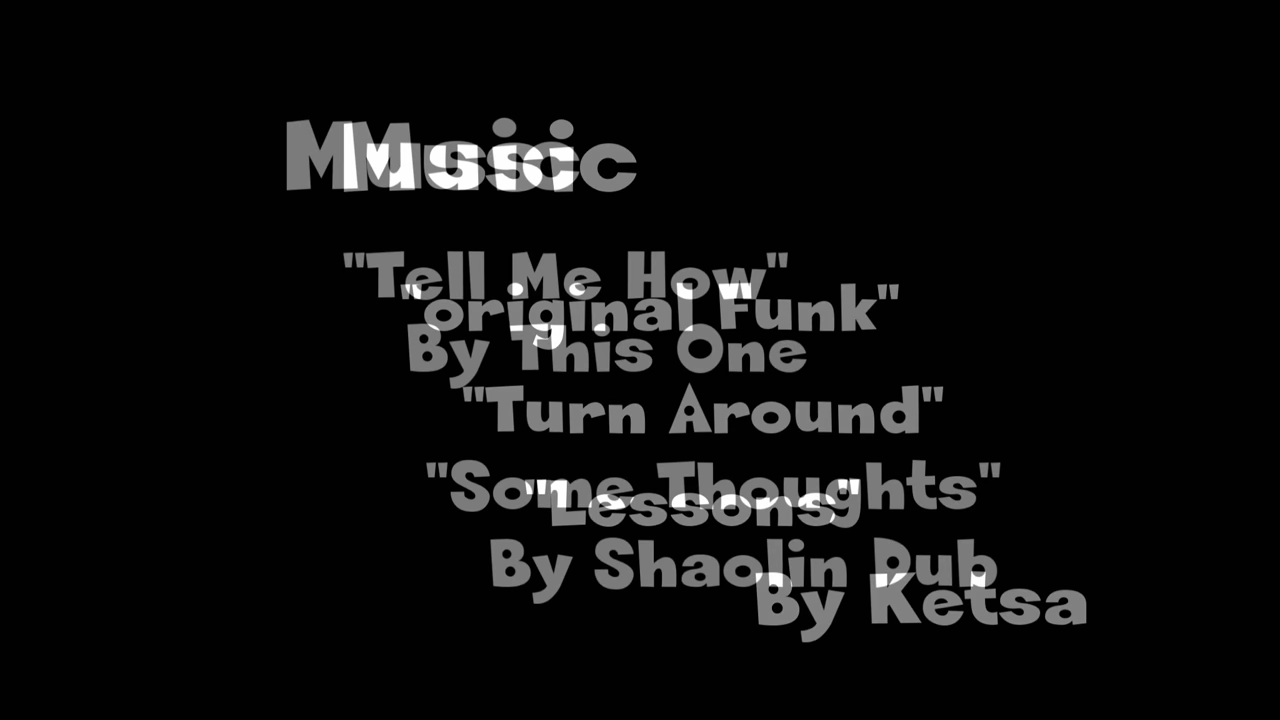 Music
Music
"Tell Me How"
"original Funk"
By This One
"Turn Around"
"Some Thoughts"
"Lessons"
By Shaolin Dub
By Ketsa